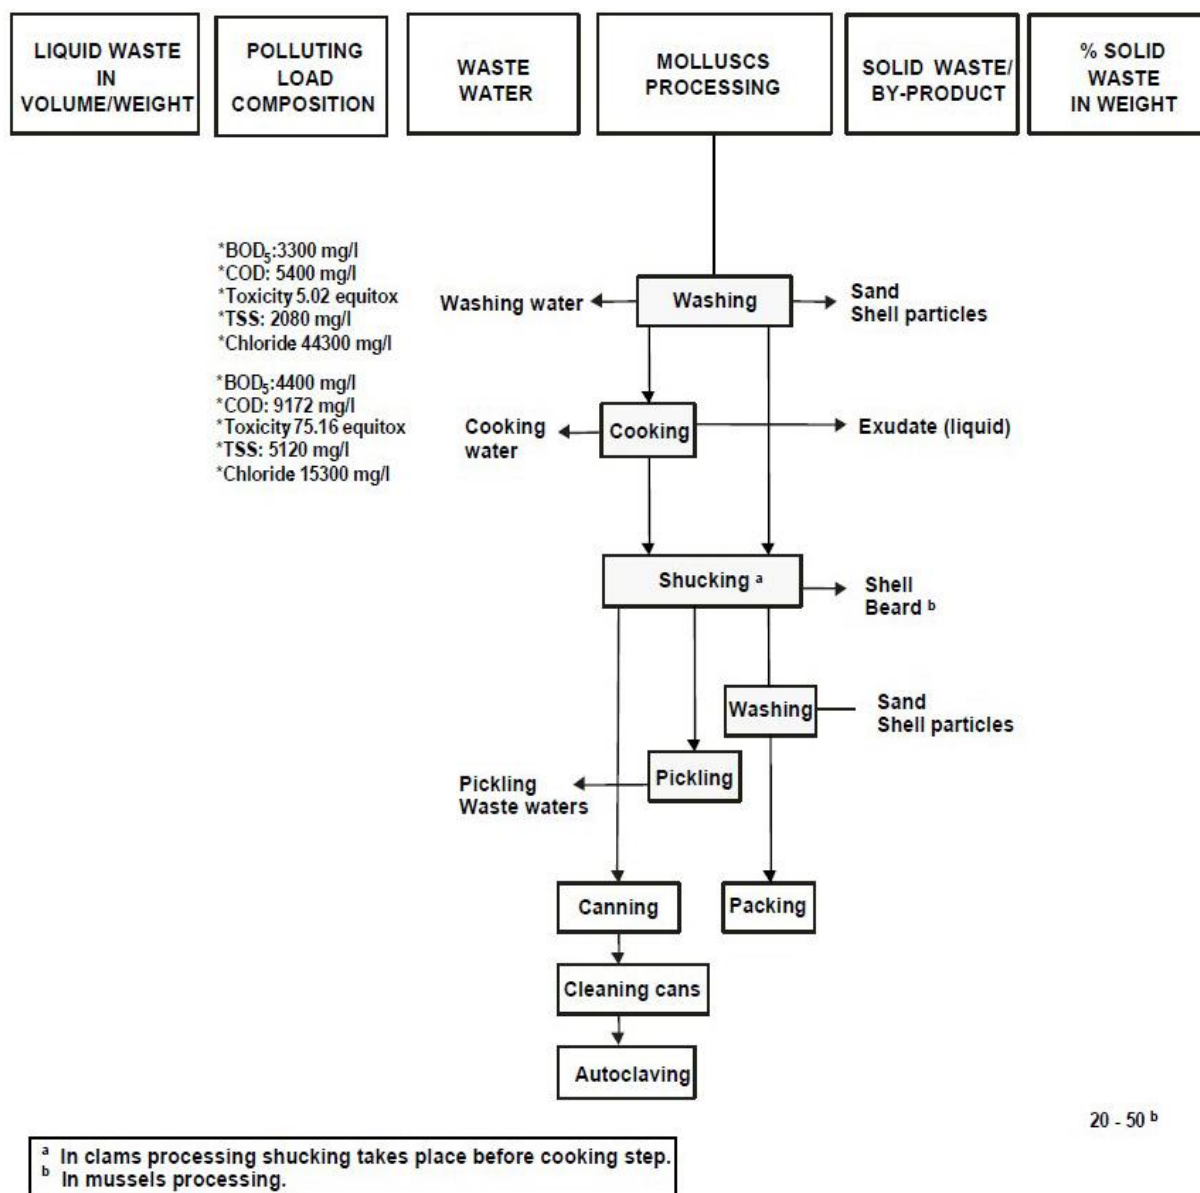 LIQUID WASTE
IN
VOLUME/WEIGHT
POLLUTING
LOAD
COMPOSITION
WASTE
WATER
MOLLUSCS
PROCESSING
SOLID WASTE/
BY-PRODUCT
% SOLID
WASTE
IN WEIGHT
*BOD₅:3300 mg/l
*COD: 5400 mg/l
*Toxicity 5.02 equitox
*TSS: 2080 mg/l
*Chloride 44300 mg/l
Washing water
Washing
Sand
Shell particles
*BOD₅:4400 mg/l
*COD: 9172 mg/l
*Toxicity 75.16 equitox
*TSS: 5120 mg/l
*Chloride 15300 mg/l
Cooking
water
Cooking
Exudate (liquid)
Shucking ᵃ
Shell
Beard ᵇ
Washing
Sand
Shell particles
Pickling
Waste waters
Pickling
Canning
Packing
Cleaning cans
Autoclaving
20 - 50 ᵇ
ᵃ In clams processing shucking takes place before cooking step.
ᵇ In mussels processing.